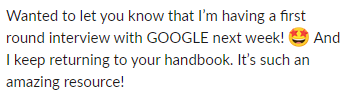 Wanted to let you know that I'm having a first
round interview with GOOGLE next week! 🤩 And
I keep returning to your handbook. It's such an
amazing resource!